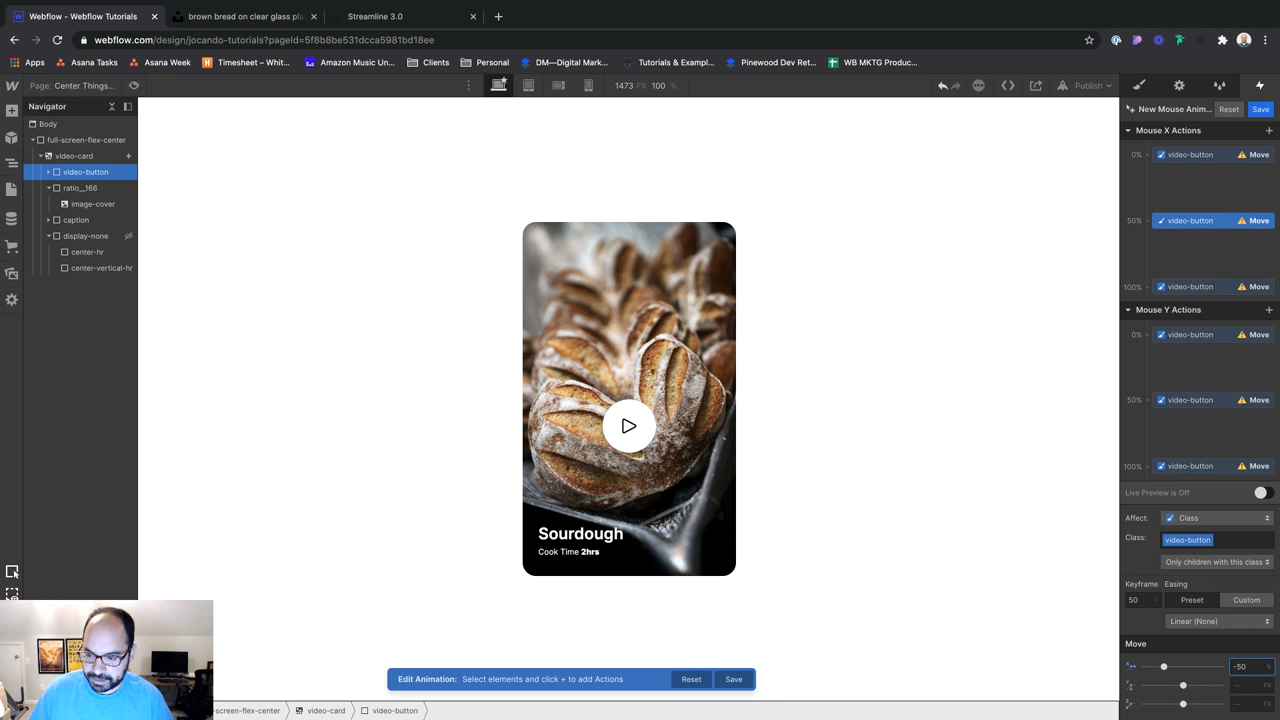 Webflow - Webflow Tutorials
brown bread on clear glass pla
Streamline 3.0
webflow.com/design/jocando-tutorials?pageId=5f8b8be531dcca5981bd18ee
Apps
Asana Tasks
Asana Week
Timesheet – Whit...
Amazon Music Un...
Clients
Personal
DM—Digital Mark...
Tutorials & Exampl...
Pinewood Dev Ret...
WB MKTG Produc...
Page: Center Things...
1473 PX 100 %
Publish
Navigator
Body
full-screen-flex-center
video-card
video-button
ratio__166
image-cover
caption
display-none
center-hr
center-vertical-hr
Sourdough
Cook Time 2hrs
Edit Animation: Select elements and click + to add Actions
Reset
Save
-screen-flex-center
video-card
video-button
New Mouse Anim...
Reset
Save
Mouse X Actions
0% video-button Move
50% video-button Move
100% video-button Move
Mouse Y Actions
0% video-button Move
50% video-button Move
100% video-button Move
Live Preview is Off
Affect: Class
Class: video-button
Only children with this class
Keyframe Easing
50 % Preset Custom
Linear (None)
Move
-50 %
-- PX
-- PX